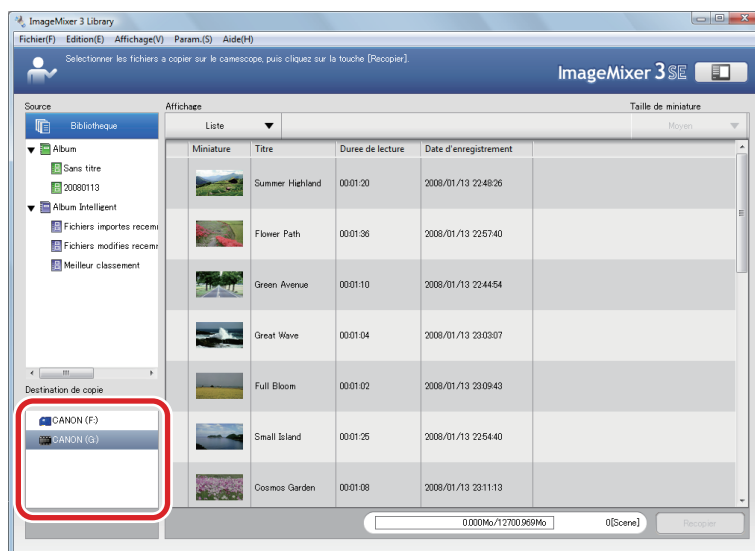 ImageMixer 3 Library
Fichier(F) Edition(E) Affichage(V) Param.(S) Aide(H)
Selectionner les fichiers a copier sur le camescope, puis cliquez sur la touche [Recopier].
ImageMixer 3 SE
Source
Affichage
Taille de miniature
Bibliotheque
Liste
Moyen
Album
Sans titre
20080113
Album Intelligent
Fichiers importes recem
Fichiers modifies recem
Meilleur classement
Miniature Titre Duree de lecture Date d'enregistrement
Summer Highland 00:01:20 2008/01/13 22:48:26
Flower Path 00:01:36 2008/01/13 22:57:40
Green Avenue 00:01:10 2008/01/13 22:44:54
Great Wave 00:01:04 2008/01/13 23:03:07
Full Bloom 00:01:02 2008/01/13 23:09:43
Small Island 00:01:25 2008/01/13 22:54:40
Cosmos Garden 00:01:08 2008/01/13 23:11:13
Destination de copie
CANON (F:)
CANON (G:)
0.000Mo/12700.969Mo
0[Scene]
Recopier